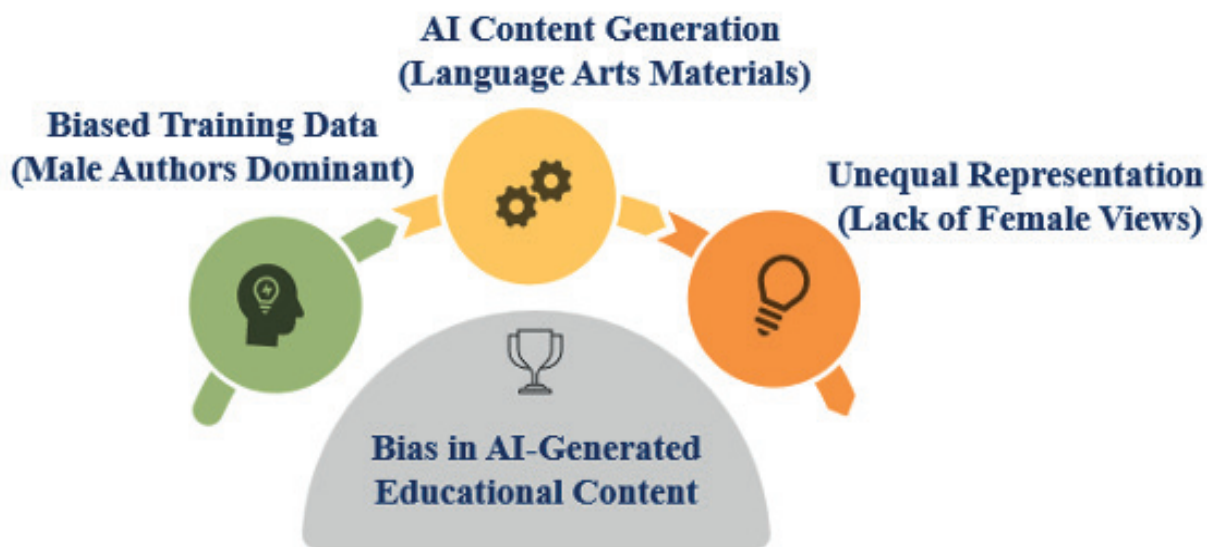 AI Content Generation
(Language Arts Materials)
Biased Training Data
(Male Authors Dominant)
Unequal Representation
(Lack of Female Views)
Bias in AI-Generated
Educational Content